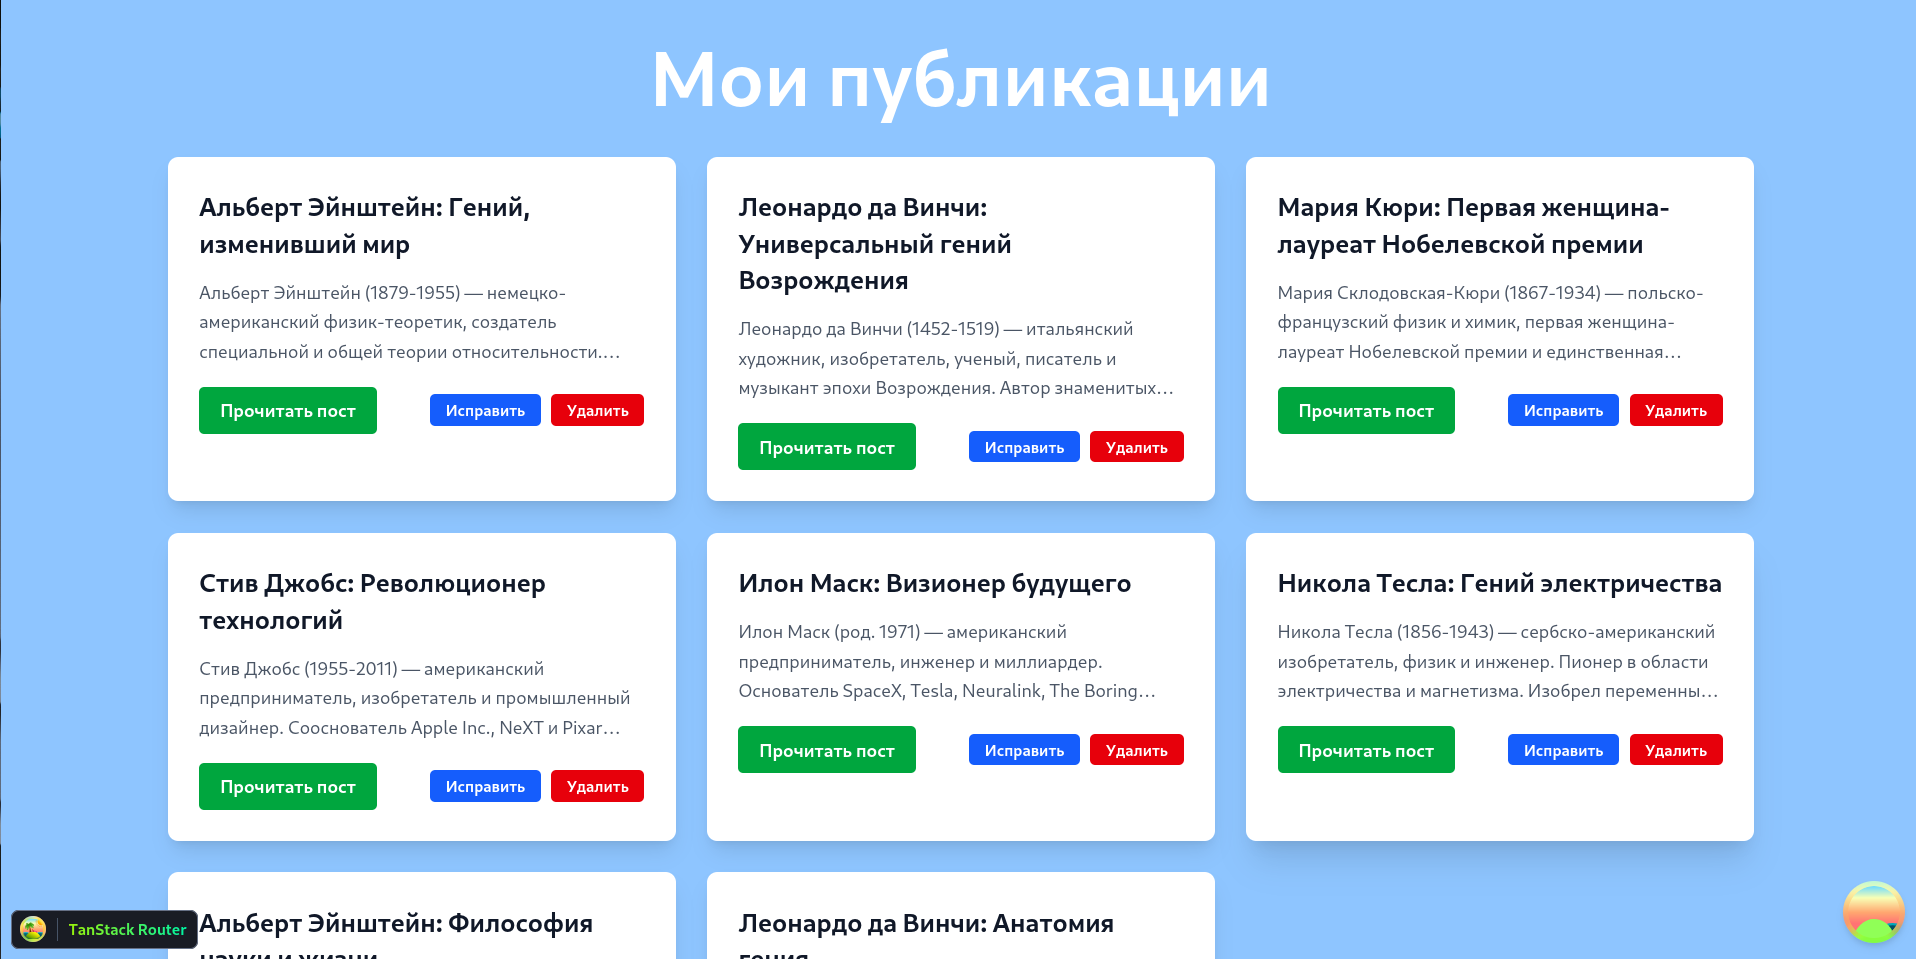 Мои публикации
Альберт Эйнштейн: Гений,
изменивший мир
Альберт Эйнштейн (1879-1955) — немецко-
американский физик-теоретик, создатель
специальной и общей теории относительности....
Прочитать пост
Исправить
Удалить
Леонардо да Винчи:
Универсальный гений
Возрождения
Леонардо да Винчи (1452-1519) — итальянский
художник, изобретатель, ученый, писатель и
музыкант эпохи Возрождения. Автор знаменитых...
Прочитать пост
Исправить
Удалить
Мария Кюри: Первая женщина-
лауреат Нобелевской премии
Мария Склодовская-Кюри (1867-1934) — польско-
французский физик и химик, первая женщина-
лауреат Нобелевской премии и единственная...
Прочитать пост
Исправить
Удалить
Стив Джобс: Революционер
технологий
Стив Джобс (1955-2011) — американский
предприниматель, изобретатель и промышленный
дизайнер. Сооснователь Apple Inc., NeXT и Pixar...
Прочитать пост
Исправить
Удалить
Илон Маск: Визионер будущего
Илон Маск (род. 1971) — американский
предприниматель, инженер и миллиардер.
Основатель SpaceX, Tesla, Neuralink, The Boring...
Прочитать пост
Исправить
Удалить
Никола Тесла: Гений электричества
Никола Тесла (1856-1943) — сербско-американский
изобретатель, физик и инженер. Пионер в области
электричества и магнетизма. Изобрел переменны...
Прочитать пост
Исправить
Удалить
Альберт Эйнштейн: Философия
науки и жизни
Леонардо да Винчи: Анатомия
гения
TanStack Router